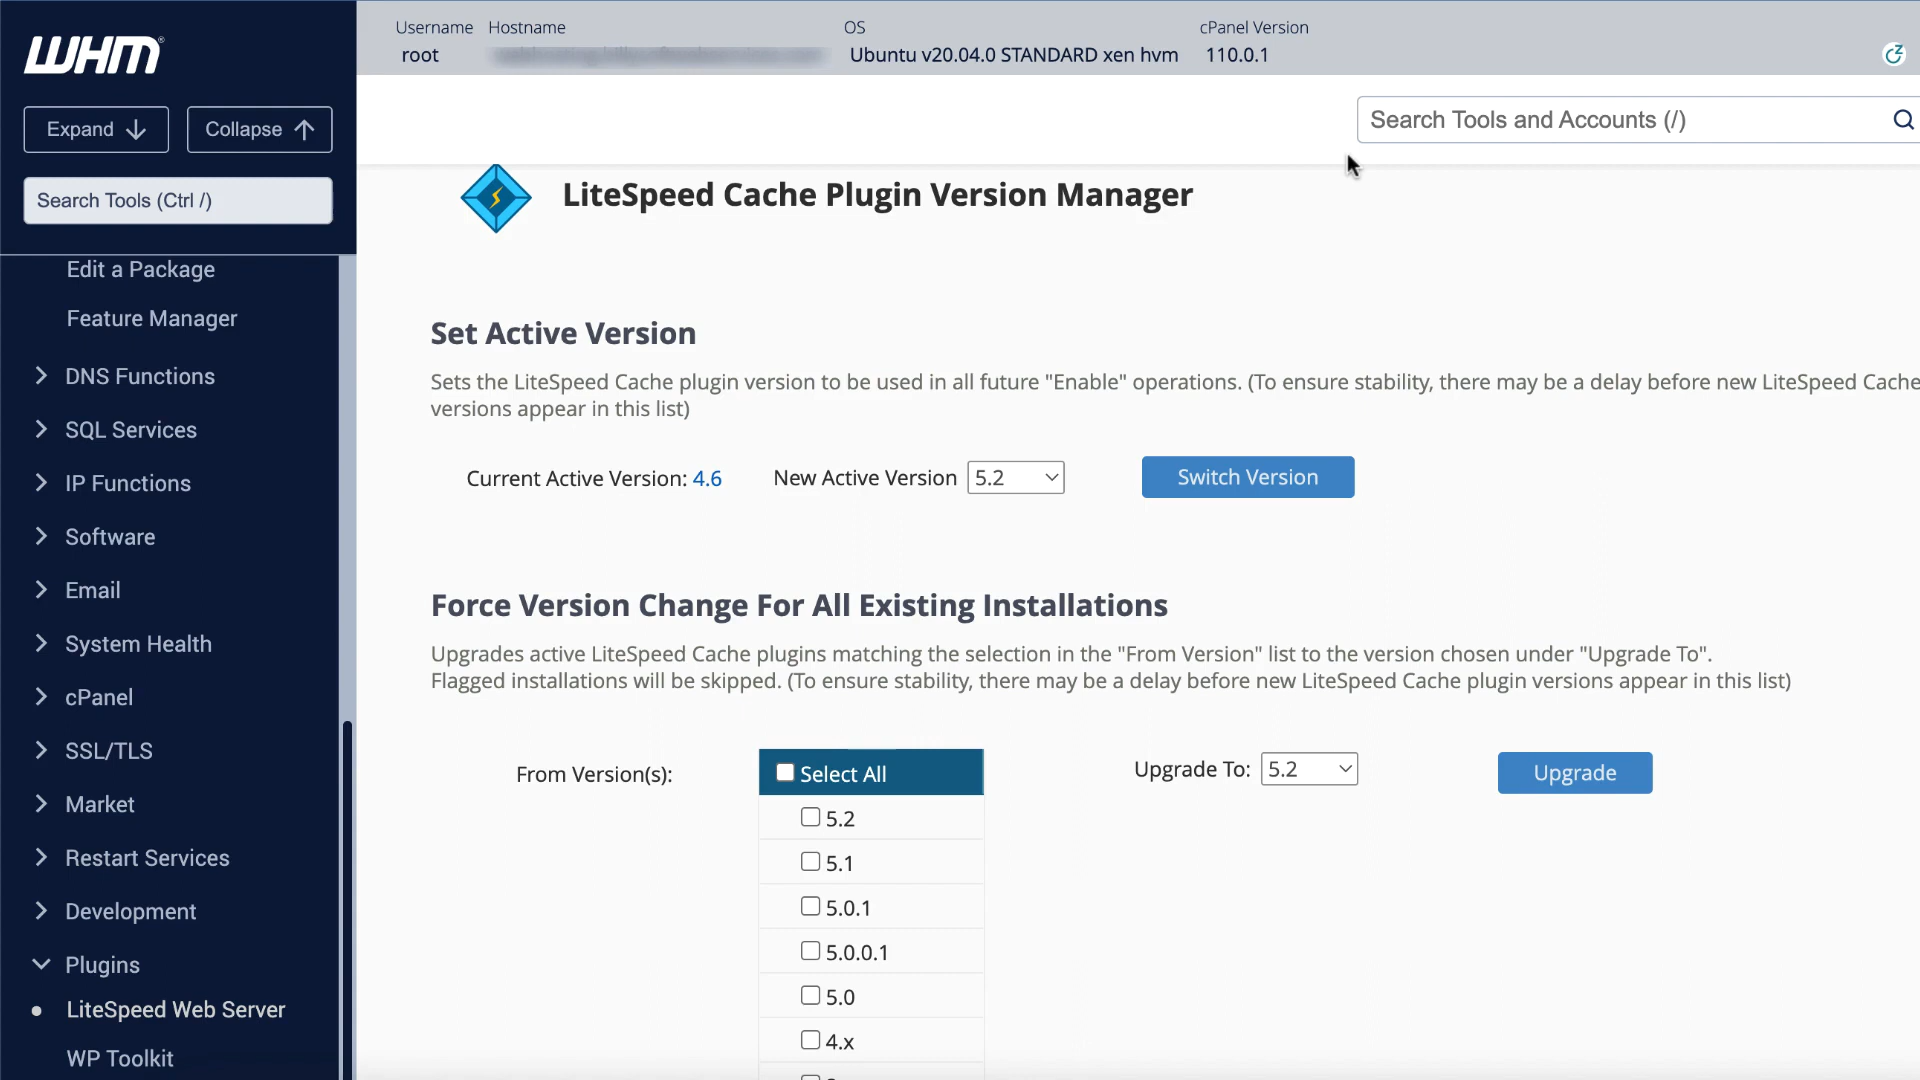 WHM
Expand
Collapse
Search Tools (Ctrl /)
Edit a Package
Feature Manager
DNS Functions
SQL Services
IP Functions
Software
Email
System Health
cPanel
SSL/TLS
Market
Restart Services
Development
Plugins
LiteSpeed Web Server
WP Toolkit
Username Hostname OS cPanel Version
root Ubuntu v20.04.0 STANDARD xen hvm 110.0.1
Search Tools and Accounts (/)
LiteSpeed Cache Plugin Version Manager
Set Active Version
Sets the LiteSpeed Cache plugin version to be used in all future "Enable" operations. (To ensure stability, there may be a delay before new LiteSpeed Cache
versions appear in this list)
Current Active Version: 4.6 New Active Version 5.2 Switch Version
Force Version Change For All Existing Installations
Upgrades active LiteSpeed Cache plugins matching the selection in the "From Version" list to the version chosen under "Upgrade To".
Flagged installations will be skipped. (To ensure stability, there may be a delay before new LiteSpeed Cache plugin versions appear in this list)
From Version(s): Select All Upgrade To: 5.2 Upgrade
5.2
5.1
5.0.1
5.0.0.1
5.0
4.x